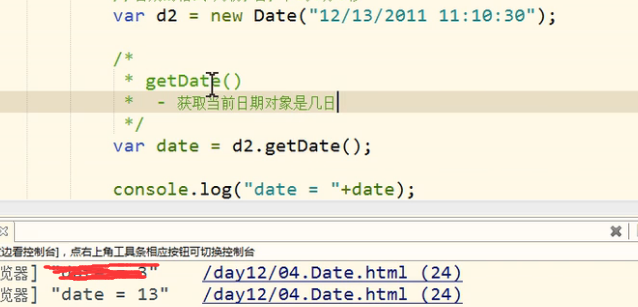 var d2 = new Date("12/13/2011 11:10:30");
/*
* getDate()
* - 获取当前日期对象是几日
*/
var date = d2.getDate();
console.log("date = "+date);
边看控制台]，点右上角工具条相应按钮可切换控制台
览器] 3" /day12/04.Date.html (24)
览器] "date = 13" /day12/04.Date.html (24)